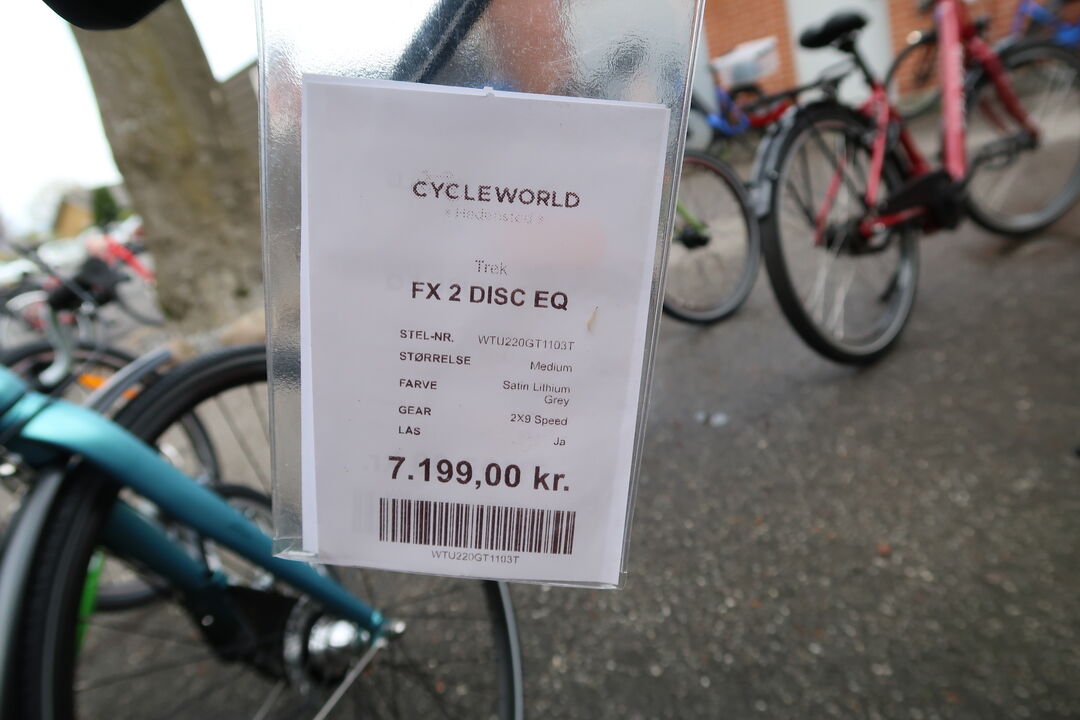 CYCLEWORLD
Hedensted
Trek
FX 2 DISC EQ
STEL-NR. WTU220GT1103T
STØRRELSE Medium
FARVE Satin Lithium
Grey
GEAR 2X9 Speed
LÅS Ja
7.199,00 kr.
WTU220GT1103T